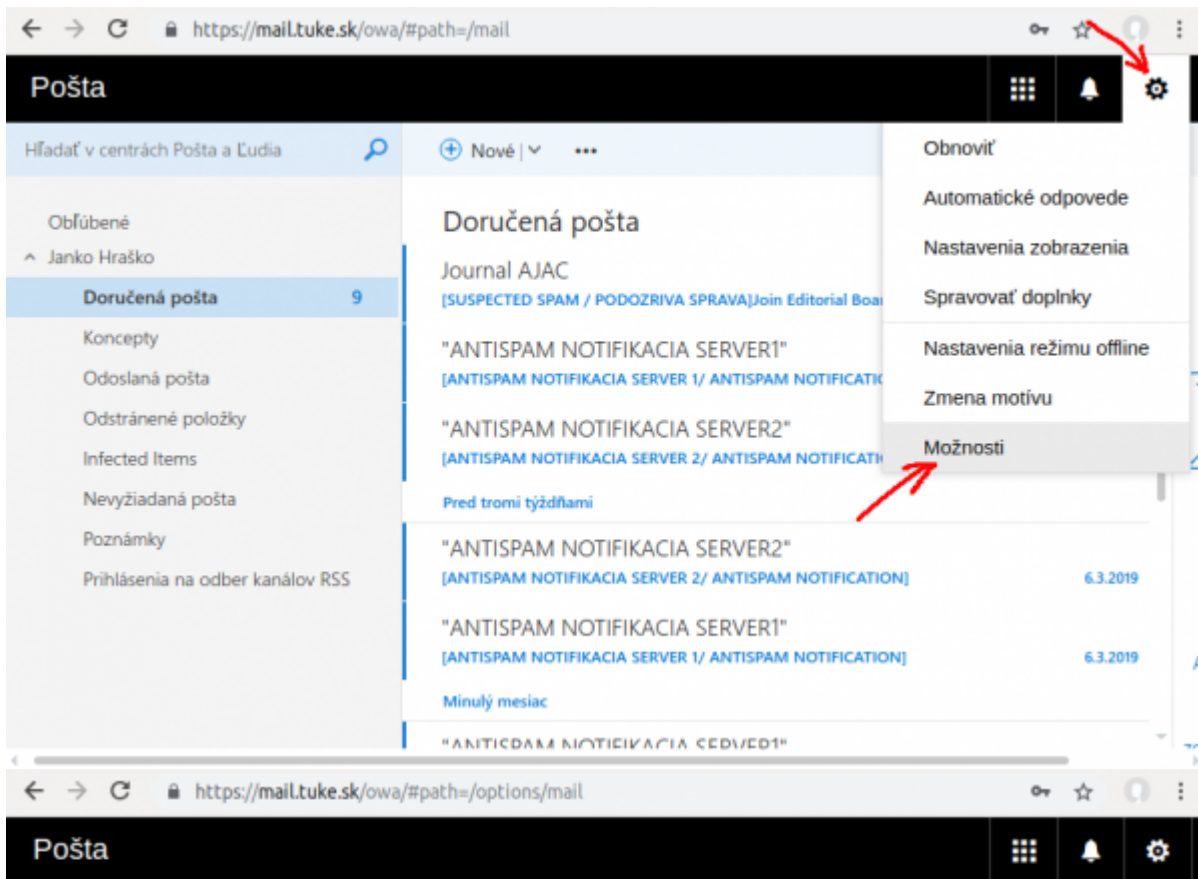 https://mail.tuke.sk/owa/#path=/mail
Pošta
Hľadať v centrách Pošta a Ľudia
Nové
Obľúbené
Janko Hraško
Doručená pošta 9
Koncepty
Odoslaná pošta
Odstránené položky
Infected Items
Nevyžiadaná pošta
Poznámky
Prihlásenia na odber kanálov RSS
Doručená pošta
Journal AJAC
[SUSPECTED SPAM / PODOZRIVA SPRAVA]Join Editorial Boar
"ANTISPAM NOTIFIKACIA SERVER1"
[ANTISPAM NOTIFIKACIA SERVER 1/ ANTISPAM NOTIFICATIO
"ANTISPAM NOTIFIKACIA SERVER2"
[ANTISPAM NOTIFIKACIA SERVER 2/ ANTISPAM NOTIFICATI
Pred tromi týždňami
"ANTISPAM NOTIFIKACIA SERVER2"
[ANTISPAM NOTIFIKACIA SERVER 2/ ANTISPAM NOTIFICATION] 6.3.2019
"ANTISPAM NOTIFIKACIA SERVER1"
[ANTISPAM NOTIFIKACIA SERVER 1/ ANTISPAM NOTIFICATION] 6.3.2019
Minulý mesiac
"ANTISPAM NOTIFIKACIA SERVER1"
Obnoviť
Automatické odpovede
Nastavenia zobrazenia
Spravovať doplnky
Nastavenia režimu offline
Zmena motívu
Možnosti
https://mail.tuke.sk/owa/#path=/options/mail
Pošta